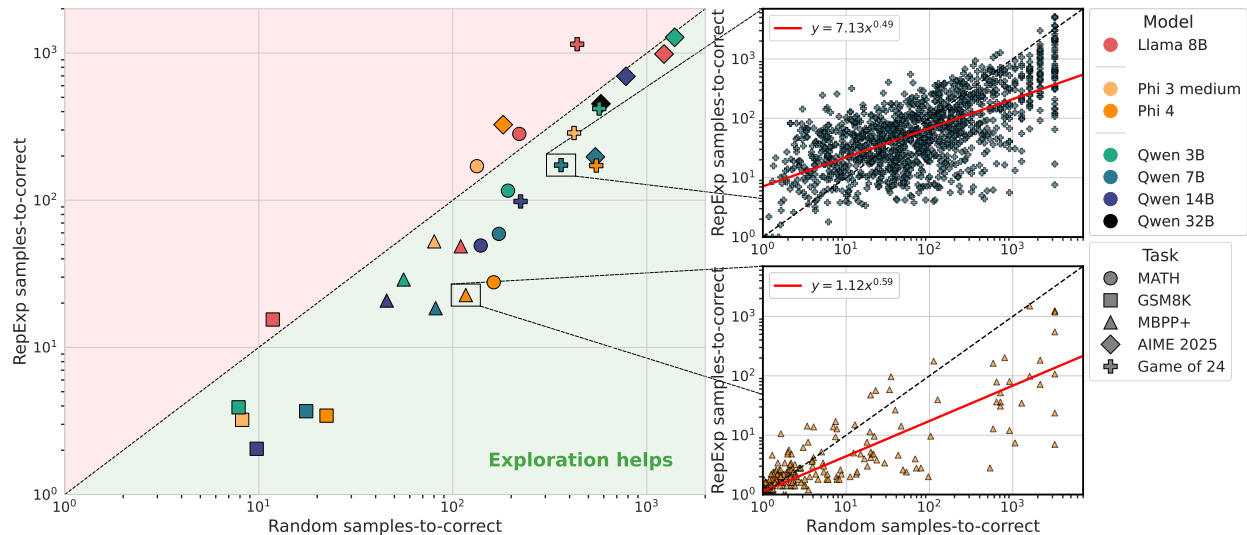 RepExp samples-to-correct
10³
10²
10¹
10⁰
10⁰
10¹
10²
10³
Random samples-to-correct
Exploration helps
RepExp samples-to-correct
10³
10²
10¹
10⁰
10⁰
10¹
10²
10³
y = 7.13x^0.49
RepExp samples-to-correct
10³
10²
10¹
10⁰
10⁰
10¹
10²
10³
y = 1.12x^0.59
Random samples-to-correct
Model
Llama 8B
Phi 3 medium
Phi 4
Qwen 3B
Qwen 7B
Qwen 14B
Qwen 32B
Task
MATH
GSM8K
MBPP+
AIME 2025
Game of 24